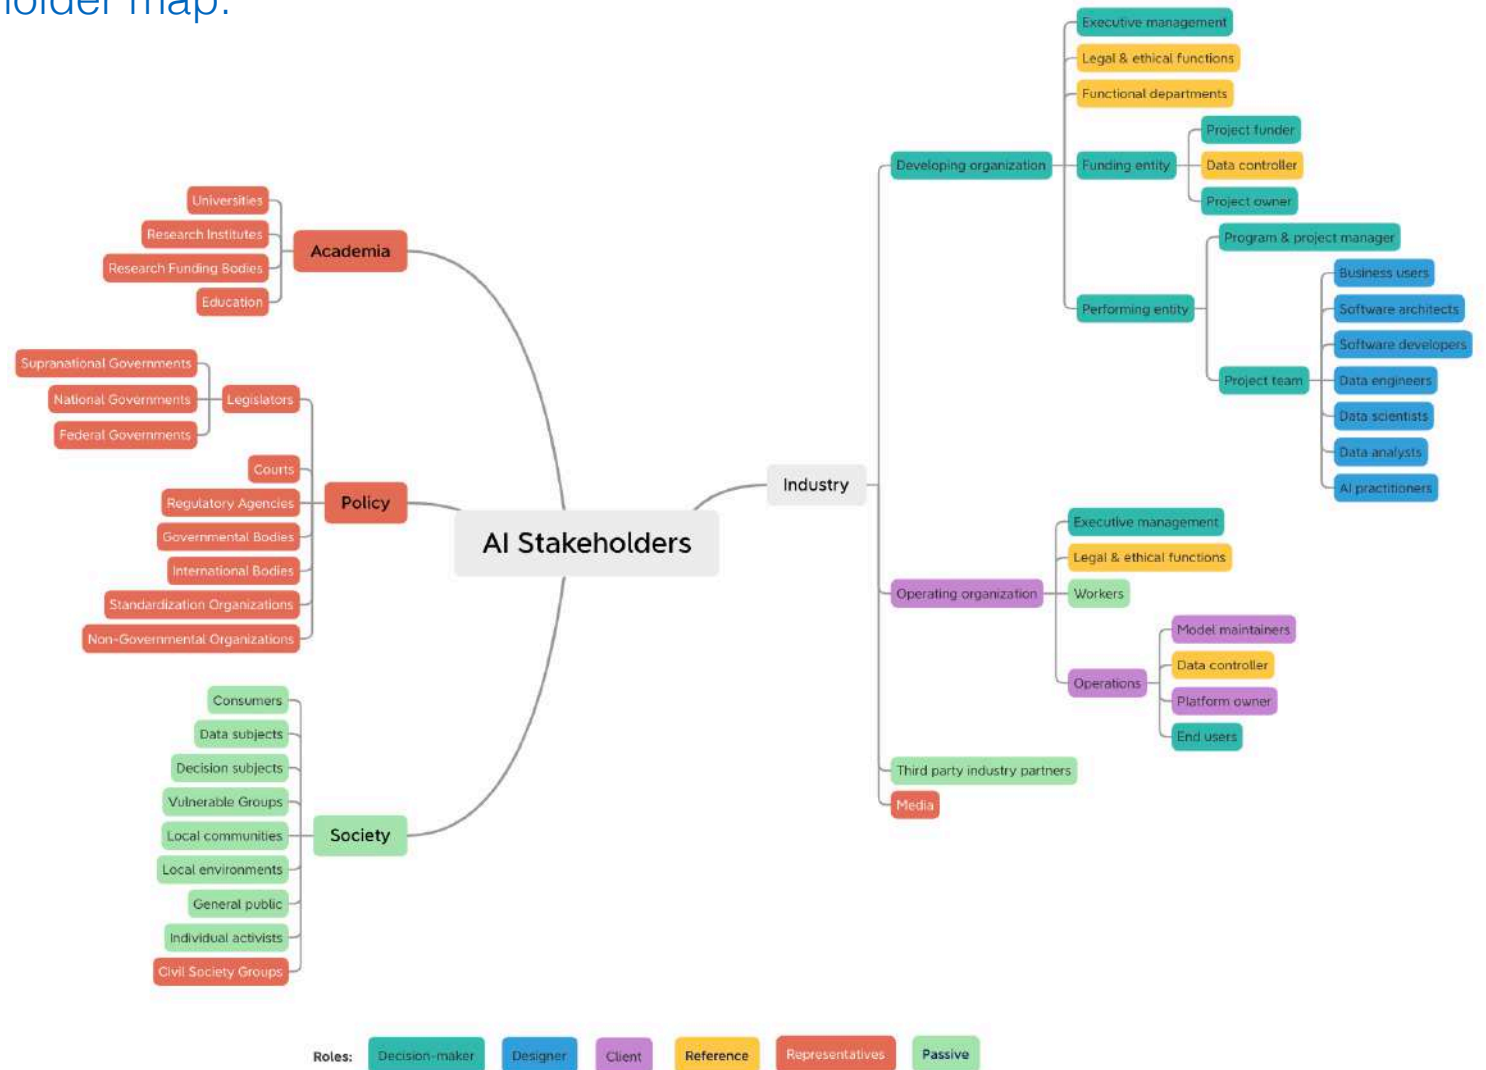 holder map:
Executive management
Legal & ethical functions
Functional departments
Developing organization
Funding entity
Project funder
Data controller
Project owner
Performing entity
Program & project manager
Project team
Business users
Software architects
Software developers
Data engineers
Data scientists
Data analysts
AI practitioners
Universities
Research Institutes
Research Funding Bodies
Education
Academia
Supranational Governments
National Governments
Federal Governments
Legislators
Courts
Regulatory Agencies
Governmental Bodies
International Bodies
Standardization Organizations
Non-Governmental Organizations
Policy
AI Stakeholders
Industry
Executive management
Legal & ethical functions
Workers
Operating organization
Operations
Model maintainers
Data controller
Platform owner
End users
Third party industry partners
Media
Consumers
Data subjects
Decision subjects
Vulnerable Groups
Local communities
Local environments
General public
Individual activists
Civil Society Groups
Society
Roles: Decision-maker Designer Client Reference Representatives Passive